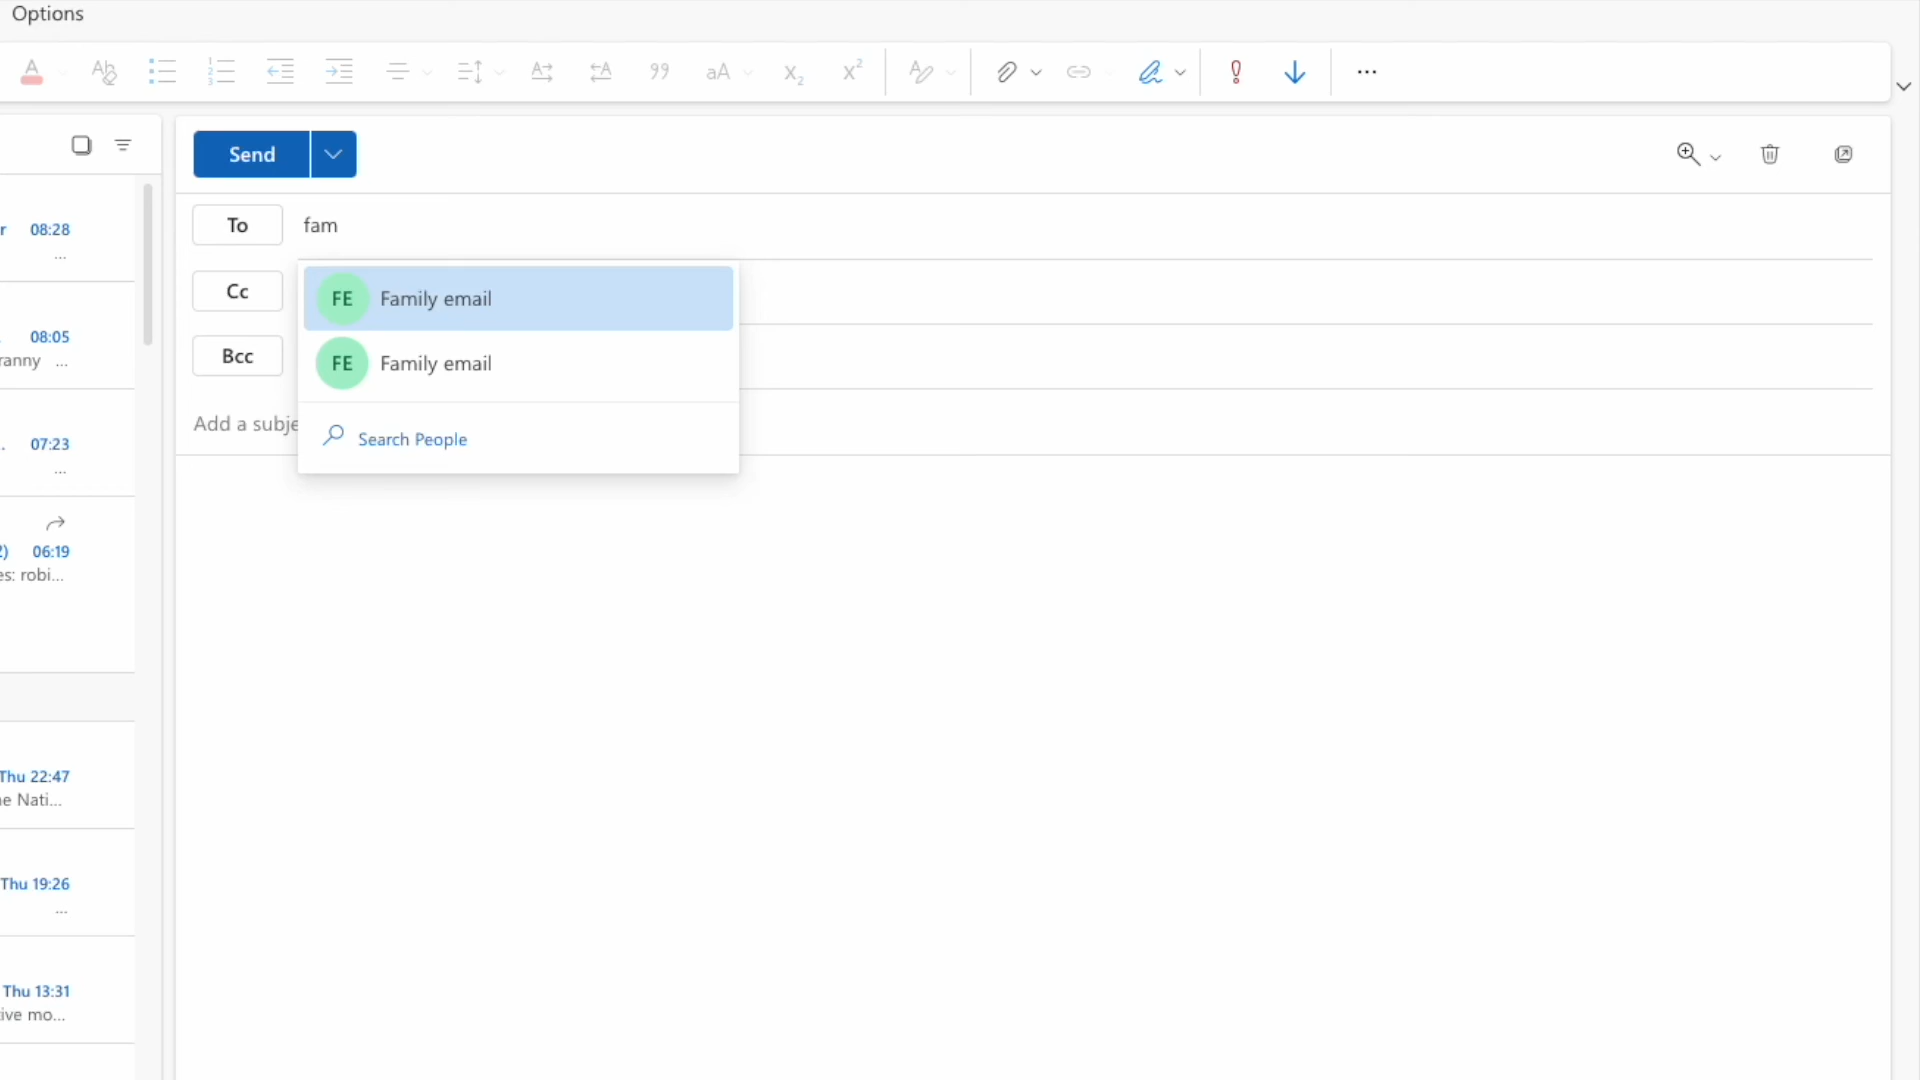 Options
Send
To
fam
Cc
Bcc
FE Family email
FE Family email
Add a subje
Search People
r 08:28
...
08:05
ranny ...
. 07:23
...
2) 06:19
es: robi...
Thu 22:47
e Nati...
Thu 19:26
...
Thu 13:31
tive mo...